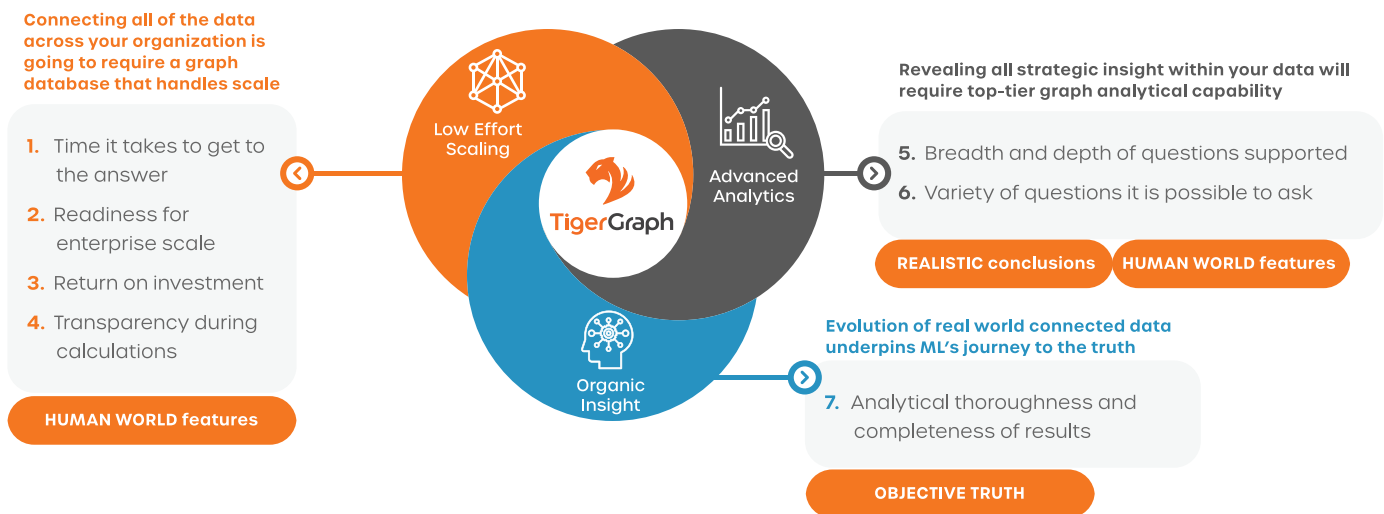 Connecting all of the data
across your organization is
going to require a graph
database that handles scale
1. Time it takes to get to
the answer
2. Readiness for
enterprise scale
3. Return on investment
4. Transparency during
calculations
HUMAN WORLD features
Low Effort
Scaling
Advanced
Analytics
TigerGraph
Organic
Insight
Revealing all strategic insight within your data will
require top-tier graph analytical capability
5. Breadth and depth of questions supported
6. Variety of questions it is possible to ask
REALISTIC conclusions
HUMAN WORLD features
Evolution of real world connected data
underpins ML's journey to the truth
7. Analytical thoroughness and
completeness of results
OBJECTIVE TRUTH